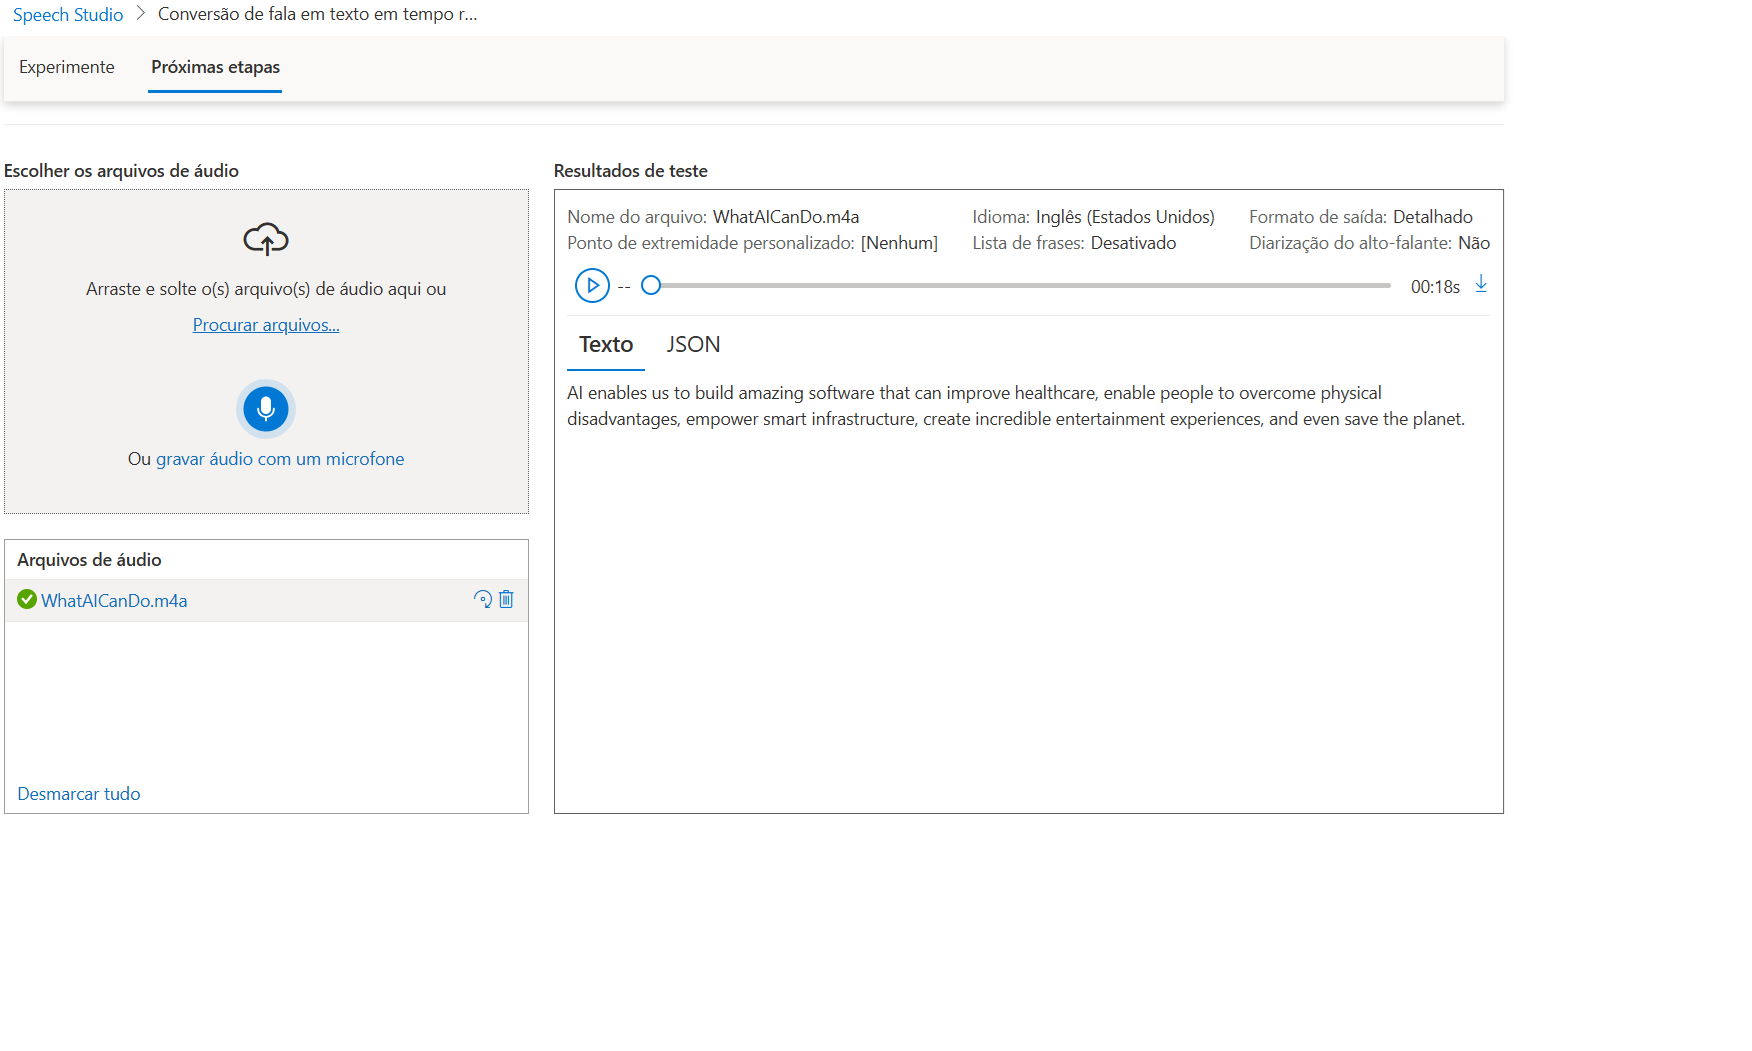 Speech Studio > Conversão de fala em texto em tempo r...
Experimente Próximas etapas
Escolher os arquivos de áudio
Arraste e solte o(s) arquivo(s) de áudio aqui ou
Procurar arquivos...
Ou gravar áudio com um microfone
Arquivos de áudio
WhatAICanDo.m4a
Desmarcar tudo
Resultados de teste
Nome do arquivo: WhatAICanDo.m4a Idioma: Inglês (Estados Unidos) Formato de saída: Detalhado
Ponto de extremidade personalizado: [Nenhum] Lista de frases: Desativado Diarização do alto-falante: Não
-- 00:18s
Texto JSON
AI enables us to build amazing software that can improve healthcare, enable people to overcome physical
disadvantages, empower smart infrastructure, create incredible entertainment experiences, and even save the planet.